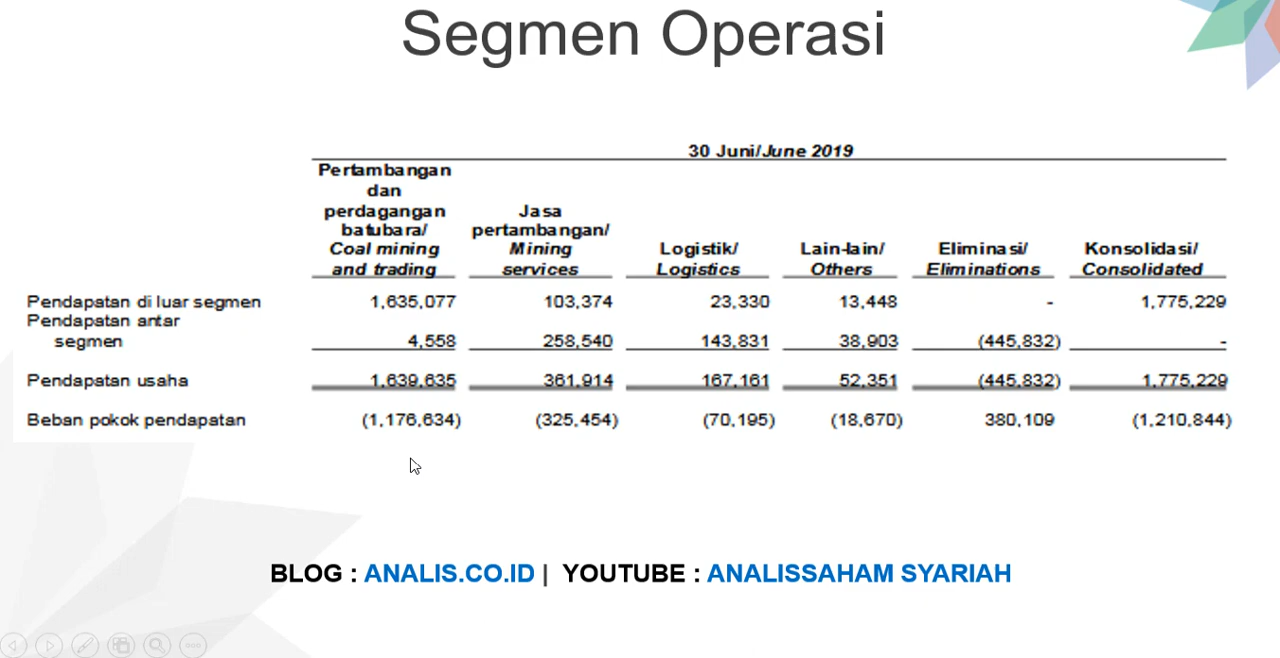 Segmen Operasi
30 Juni/June 2019
Pertambangan
dan
perdagangan
batubara/
Coal mining
and trading
Jasa
pertambangan/
Mining
services
Logistik/
Logistics
Lain-lain/
Others
Eliminasi/
Eliminations
Konsolidasi/
Consolidated
Pendapatan di luar segmen 1,635,077 103,374 23,330 13,448 - 1,775,229
Pendapatan antar
segmen 4,558 258,540 143,831 38,903 (445,832) -
Pendapatan usaha 1,639,635 361,914 167,161 52,351 (445,832) 1,775,229
Beban pokok pendapatan (1,176,634) (325,454) (70,195) (18,670) 380,109 (1,210,844)
BLOG : ANALIS.CO.ID | YOUTUBE : ANALISSAHAM SYARIAH